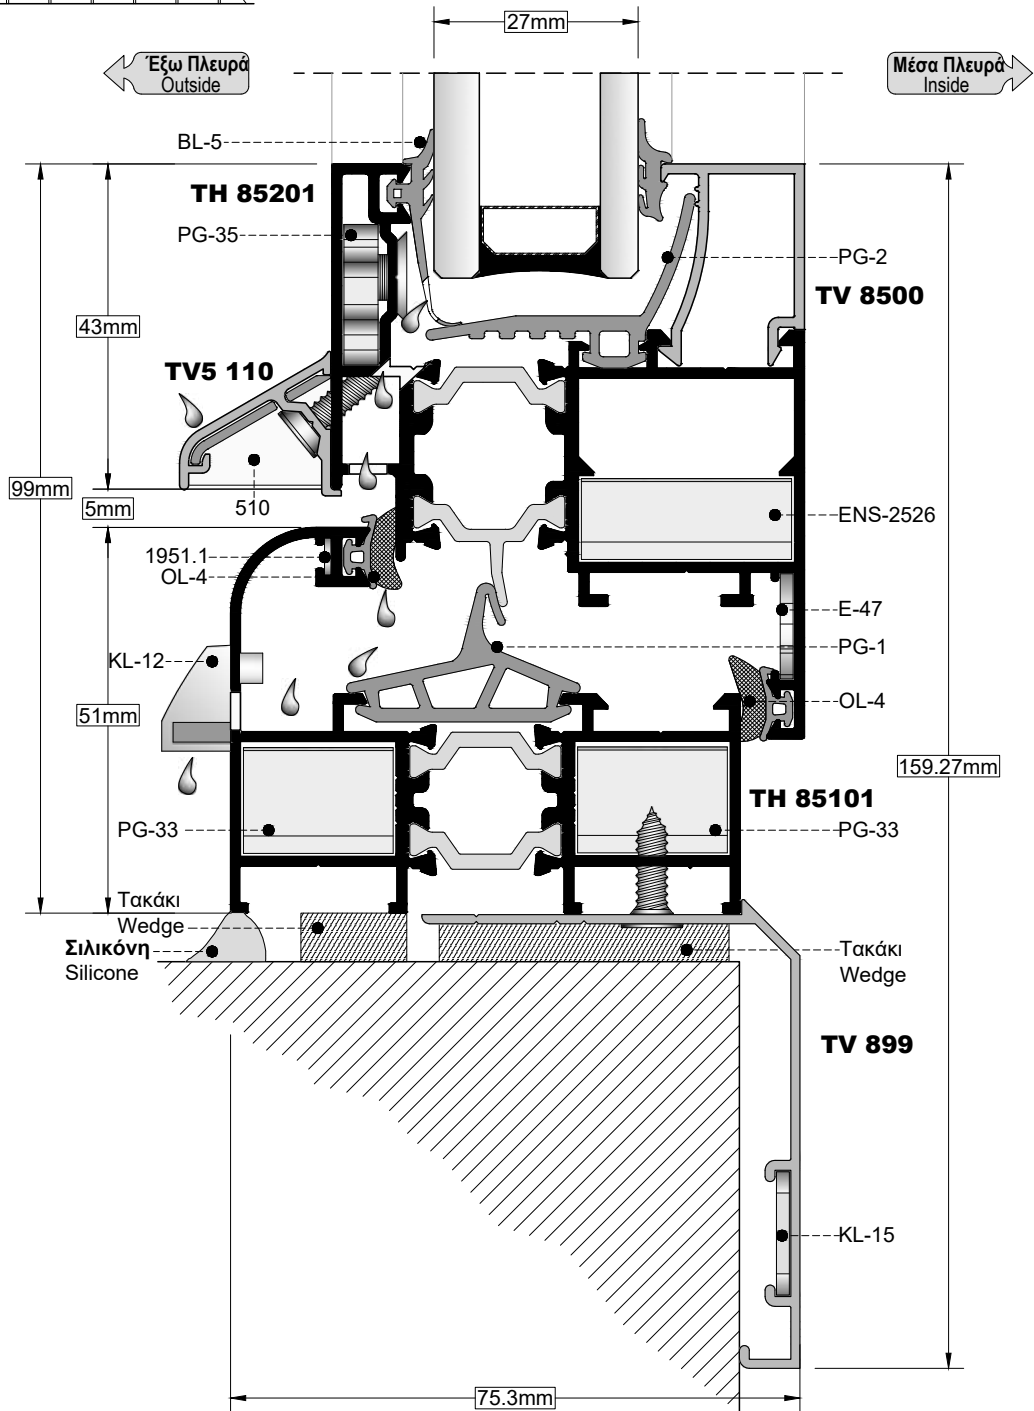 27mm
Έξω Πλευρά
Outside
Μέσα Πλευρά
Inside
BL-5
TH 85201
PG-35
PG-2
TV 8500
43mm
TV5 110
99mm
5mm
510
ENS-2526
1951.1
OL-4
E-47
KL-12
PG-1
51mm
OL-4
159.27mm
TH 85101
PG-33
PG-33
Τακάκι
Wedge
Σιλικόνη
Silicone
Τακάκι
Wedge
TV 899
KL-15
75.3mm